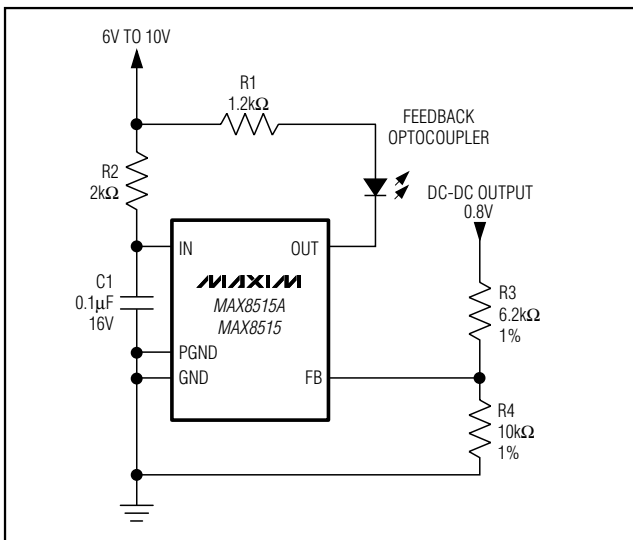 6V TO 10V
R1
1.2kΩ
FEEDBACK
OPTOCOUPLER
R2
2kΩ
DC-DC OUTPUT
0.8V
IN
OUT
MAXIM
MAX8515A
MAX8515
C1
0.1μF
16V
R3
6.2kΩ
1%
PGND
GND
FB
R4
10kΩ
1%